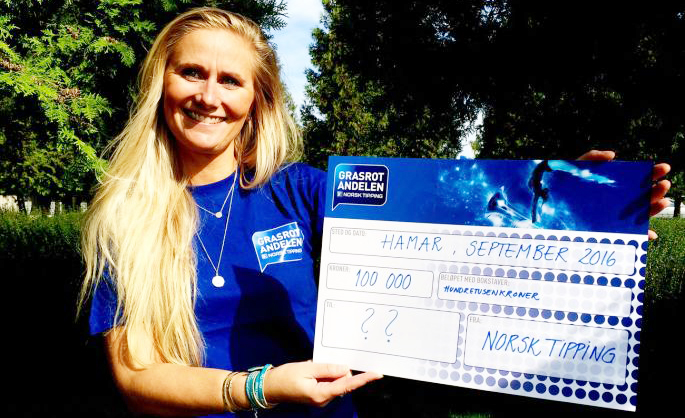 GRASROT
ANDELEN
NORSK TIPPING
GRASROT
ANDELEN
NORSK TIPPING
STED OG DATO:
HAMAR, SEPTEMBER 2016
KRONER:
100 000
BELØPET MED BOKSTAVER:
HUNDRETUSENKRONER
TIL:
? ?
FRA:
NORSK TIPPING